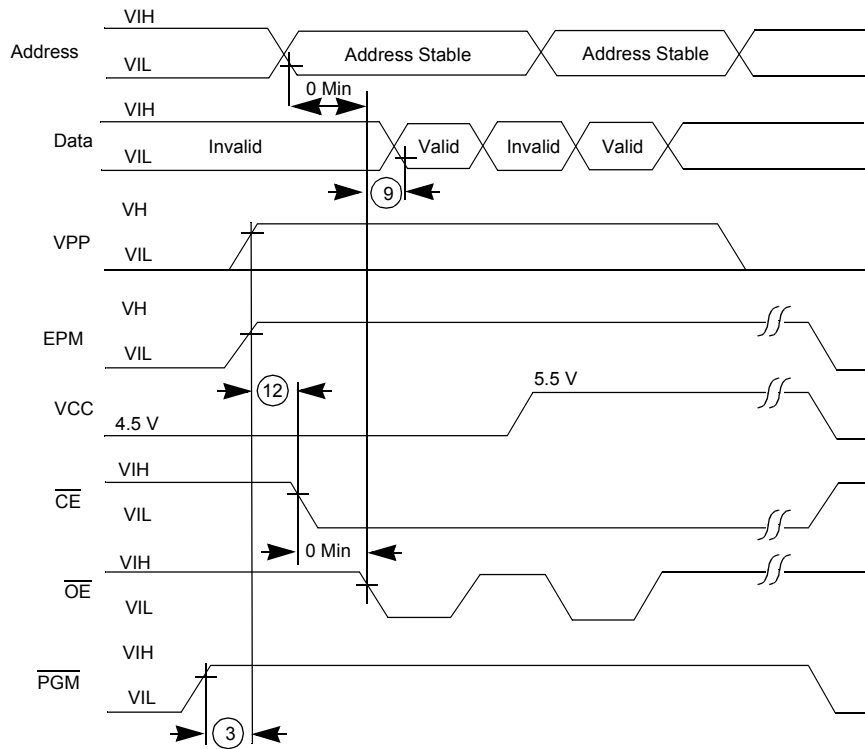 VIH
Address
VIL
Address Stable
Address Stable
0 Min
VIH
Data
VIL
Invalid
Valid
Invalid
Valid
9
VH
VPP
VIL
VH
EPM
VIL
12
VCC
4.5 V
5.5 V
VIH
CE
VIL
0 Min
VIH
OE
VIL
VIH
PGM
VIL
3